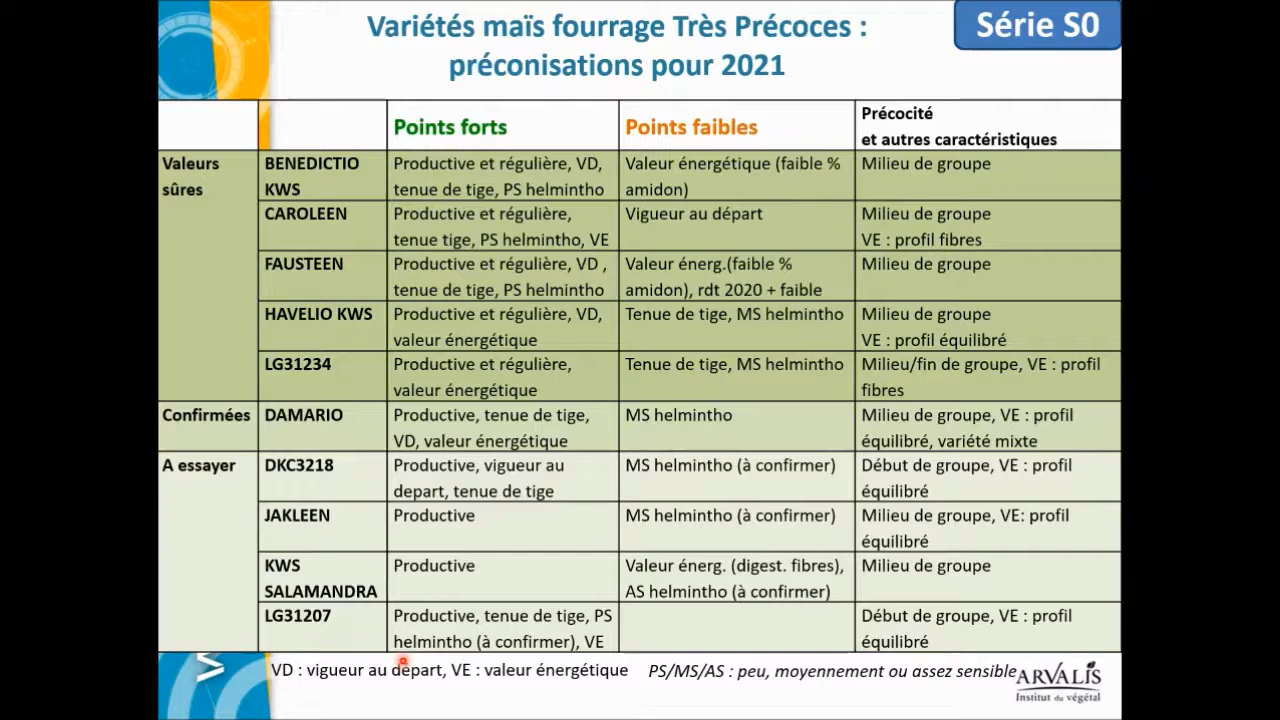 Variétés maïs fourrage Très Précoces :
préconisations pour 2021
Série S0
Points forts
Points faibles
Précocité
et autres caractéristiques
Valeurs
sûres
BENEDICTIO
KWS
Productive et régulière, VD,
tenue de tige, PS helmintho
Valeur énergétique (faible %
amidon)
Milieu de groupe
CAROLEEN
Productive et régulière,
tenue tige, PS helmintho, VE
Vigueur au départ
Milieu de groupe
VE : profil fibres
FAUSTEEN
Productive et régulière, VD ,
tenue de tige, PS helmintho
Valeur énerg.(faible %
amidon), rdt 2020 + faible
Milieu de groupe
HAVELIO KWS
Productive et régulière, VD,
valeur énergétique
Tenue de tige, MS helmintho
Milieu de groupe
VE : profil équilibré
LG31234
Productive et régulière,
valeur énergétique
Tenue de tige, MS helmintho
Milieu/fin de groupe, VE : profil
fibres
Confirmées
DAMARIO
Productive, tenue de tige,
VD, valeur énergétique
MS helmintho
Milieu de groupe, VE : profil
équilibré, variété mixte
A essayer
DKC3218
Productive, vigueur au
depart, tenue de tige
MS helmintho (à confirmer)
Début de groupe, VE : profil
équilibré
JAKLEEN
Productive
MS helmintho (à confirmer)
Milieu de groupe, VE: profil
équilibré
KWS
SALAMANDRA
Productive
Valeur énerg. (digest. fibres),
AS helmintho (à confirmer)
Milieu de groupe
LG31207
Productive, tenue de tige, PS
helmintho (à confirmer), VE
Début de groupe, VE : profil
équilibré
VD : vigueur au départ, VE : valeur énergétique
PS/MS/AS : peu, moyennement ou assez sensible
ARVALIS
Institut du végétal